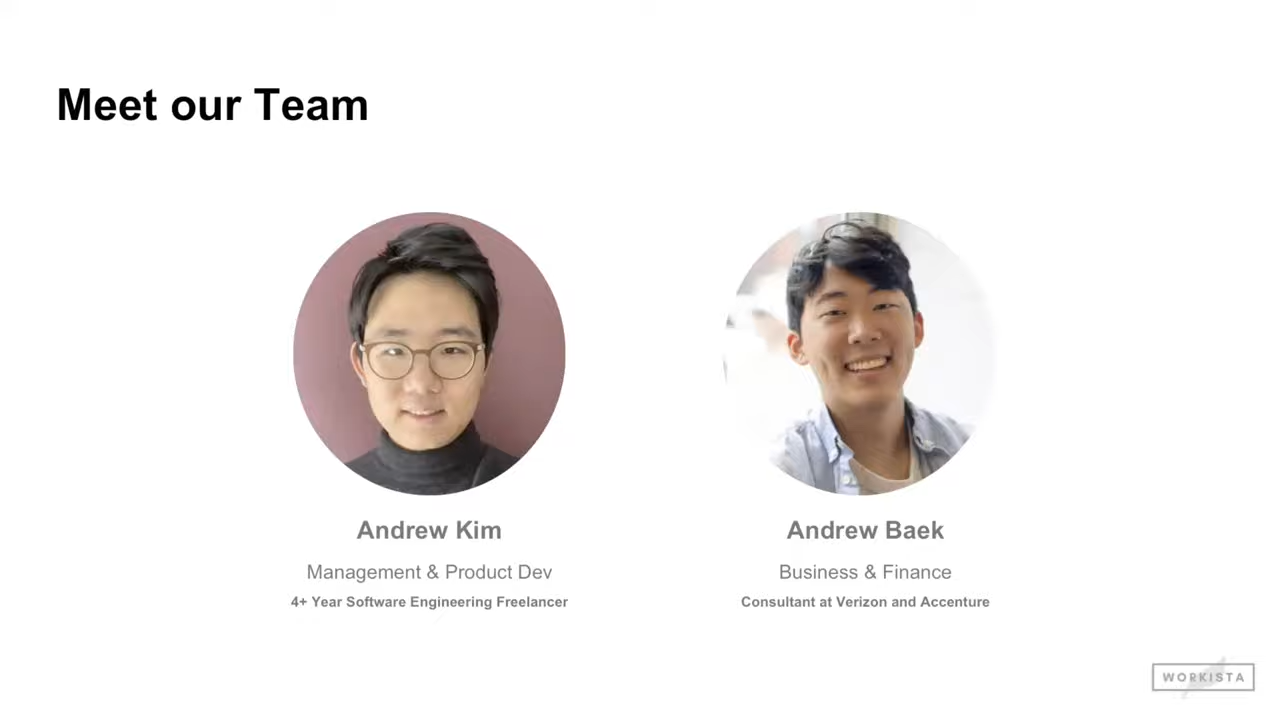 Meet our Team
Andrew Kim
Andrew Baek
Management & Product Dev
Business & Finance
4+ Year Software Engineering Freelancer
Consultant at Verizon and Accenture
WORKISTA